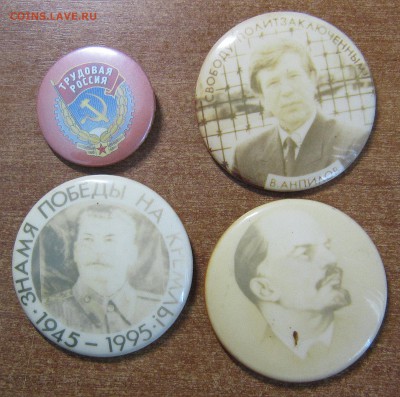 COINS.LAVE.RU
ТРУДОВАЯ
РОССИЯ
СВОБОДУ ПОЛИТЗАКЛЮЧЕННЫМ!
В.АНПИЛОВ
ЗНАМЯ ПОБЕДЫ НА КРЕМЛЬ!
· 1945 – 1995 ·